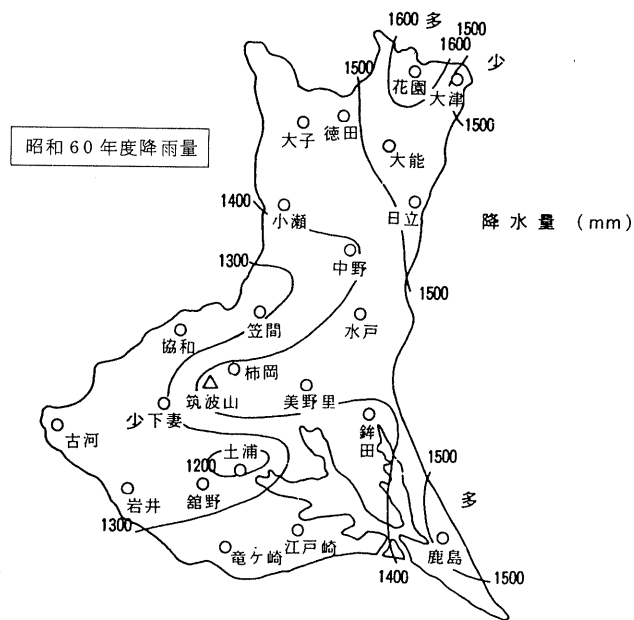 1600 多
1500
1600
少
1500
花園
大津
1500
大子
徳田
昭和60年度降雨量
大能
1400
小瀬
日立
降水量 (mm)
1300
中野
1500
笠間
水戸
協和
柿岡
筑波山
美野里
少下妻
古河
鉾田
土浦
1500
1200
多
岩井
舘野
1300
江戸崎
鹿島
竜ケ崎
1400
1500